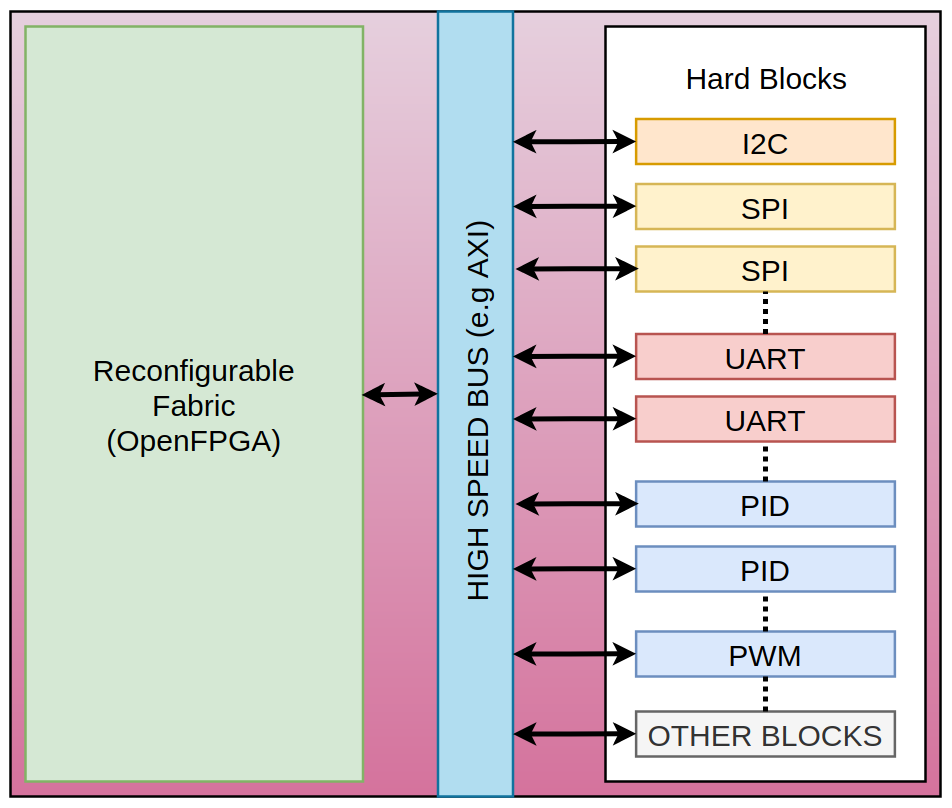 Reconfigurable
Fabric
(OpenFPGA)
HIGH SPEED BUS (e.g AXI)
Hard Blocks
I2C
SPI
SPI
UART
UART
PID
PID
PWM
OTHER BLOCKS